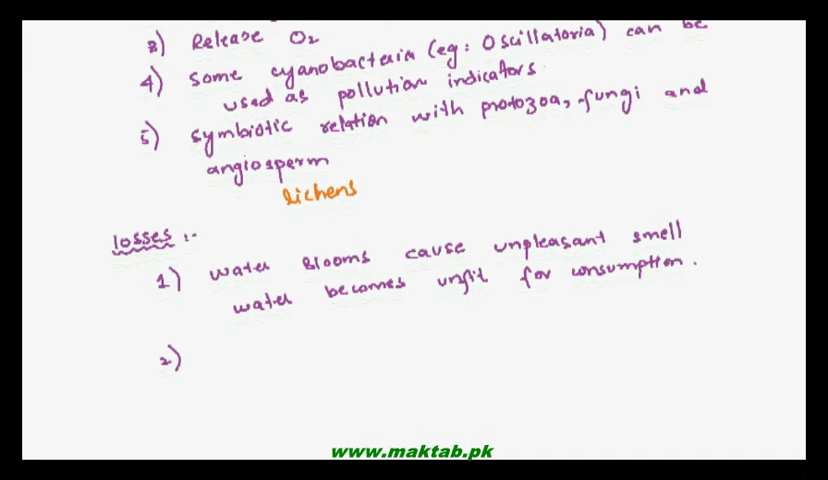 3) Release O2
4) Some cyanobacteria (eg: Oscillatoria) can be
used as pollution indicators.
5) symbiotic relation with protozoa, fungi and
angiosperm
lichens
losses :-
1) water Blooms cause unpleasant smell
water becomes unfit for consumption.
2)
www.maktab.pk